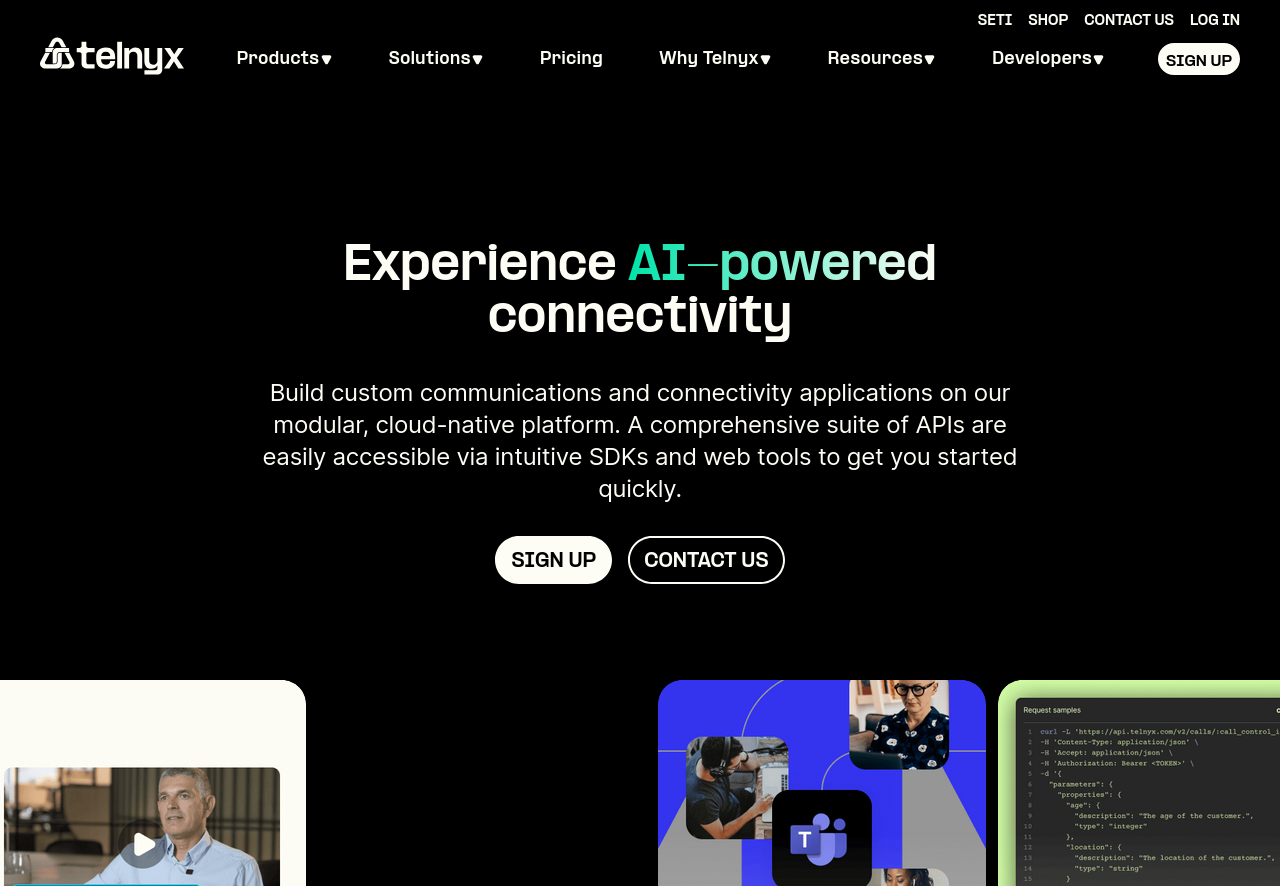 SETI SHOP CONTACT US LOG IN
telnyx
Products Solutions Pricing Why Telnyx Resources Developers SIGN UP
Experience AI-powered
connectivity
Build custom communications and connectivity applications on our
modular, cloud-native platform. A comprehensive suite of APIs are
easily accessible via intuitive SDKs and web tools to get you started
quickly.
SIGN UP CONTACT US
T
Request samples
1 curl -L 'https://api.telnyx.com/v2/calls/:call_control_i
2 -H 'Content-Type: application/json' \
3 -H 'Accept: application/json' \
4 -H 'Authorization: Bearer <TOKEN>' \
5 -d '{
6 "parameters": {
7 "properties": {
8 "age": {
9 "description": "The age of the customer.",
10 "type": "integer"
11 },
12 "location": {
13 "description": "The location of the customer.",
14 "type": "string"
15 }